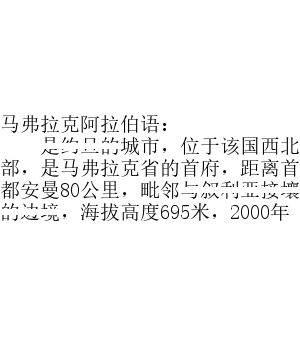 马弗拉克阿拉伯语：
是约旦的城市，位于该国西北
部，是马弗拉克省的首府，距离首
都安曼80公里，毗邻与叙利亚接壤
的边境，海拔高度695米，2000年